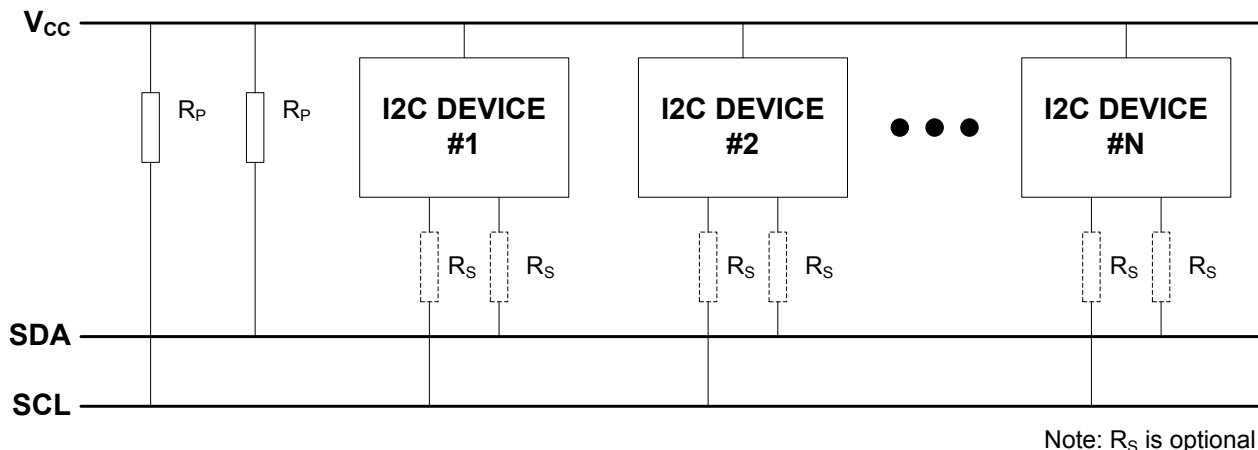 VCC
RP
RP
I2C DEVICE
#1
I2C DEVICE
#2
I2C DEVICE
#N
RS
RS
RS
RS
RS
RS
SDA
SCL
Note: RS is optional